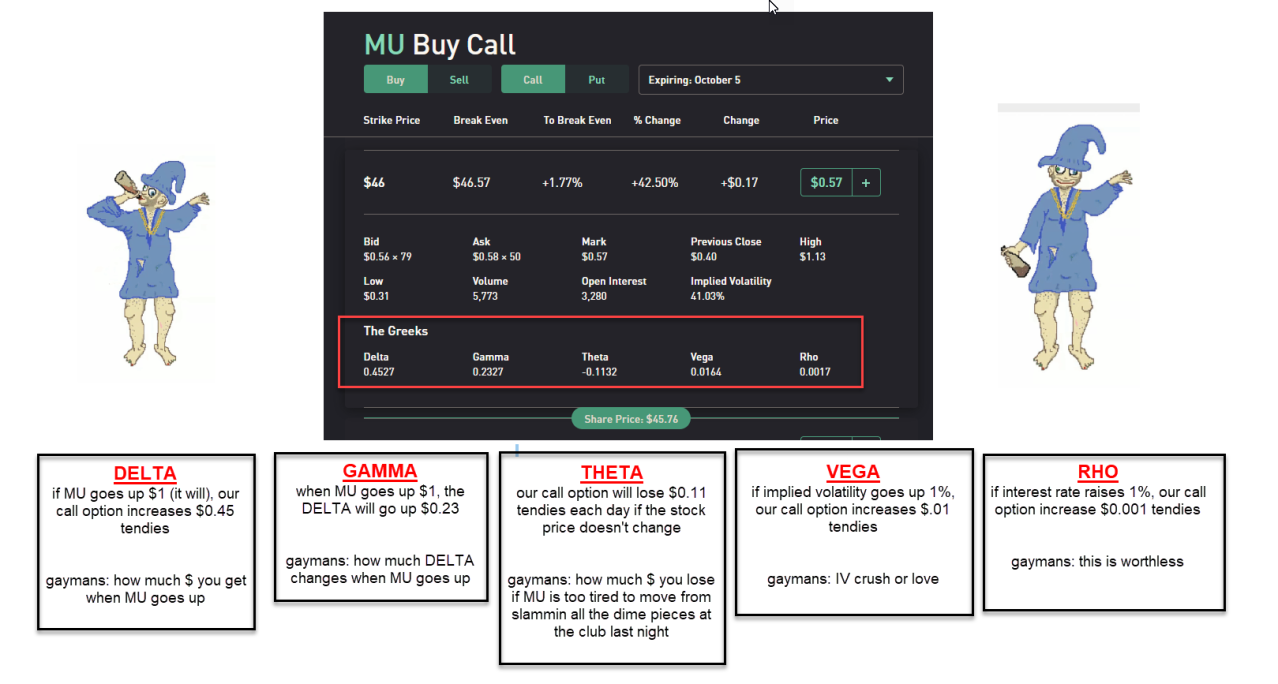 MU Buy Call
Buy Sell Call Put Expiring: October 5
Strike Price Break Even To Break Even % Change Change Price
$46 $46.57 +1.77% +42.50% +$0.17 $0.57 +
Bid Ask Mark Previous Close High
$0.56 × 79 $0.58 × 50 $0.57 $0.40 $1.13
Low Volume Open Interest Implied Volatility
$0.31 5,773 3,280 41.03%
The Greeks
Delta Gamma Theta Vega Rho
0.4527 0.2327 -0.1132 0.0164 0.0017
Share Price: $45.76
DELTA
if MU goes up $1 (it will), our
call option increases $0.45
tendies
gaymans: how much $ you get
when MU goes up
GAMMA
when MU goes up $1, the
DELTA will go up $0.23
gaymans: how much DELTA
changes when MU goes up
THETA
our call option will lose $0.11
tendies each day if the stock
price doesn't change
gaymans: how much $ you lose
if MU is too tired to move from
slammin all the dime pieces at
the club last night
VEGA
if implied volatility goes up 1%,
our call option increases $.01
tendies
gaymans: IV crush or love
RHO
if interest rate raises 1%, our call
option increase $0.001 tendies
gaymans: this is worthless